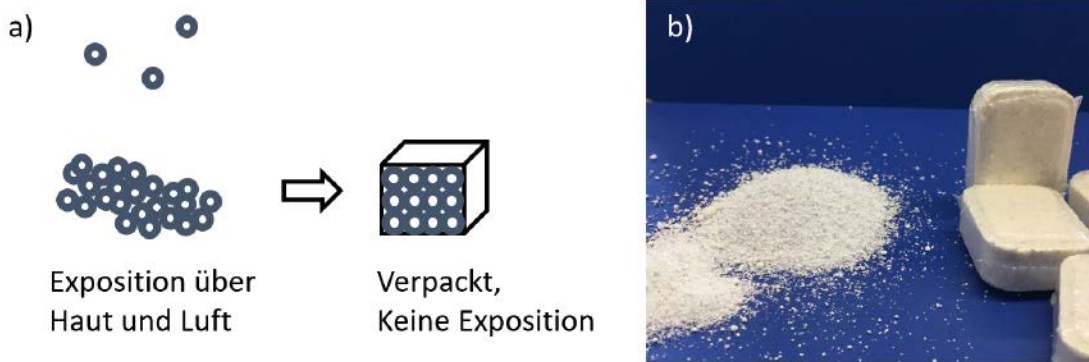 a)
b)
Exposition über
Haut und Luft
Verpackt,
Keine Exposition